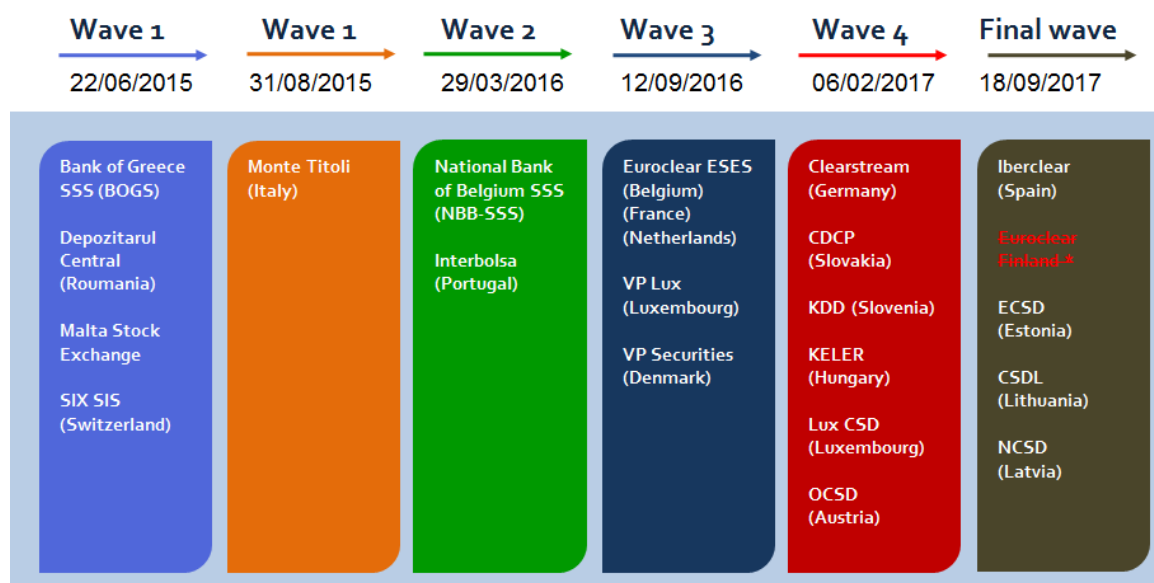 Wave 1
22/06/2015
Wave 1
31/08/2015
Wave 2
29/03/2016
Wave 3
12/09/2016
Wave 4
06/02/2017
Final wave
18/09/2017
Bank of Greece
SSS (BOGS)
Depozitarul
Central
(Roumania)
Malta Stock
Exchange
SIX SIS
(Switzerland)
Monte Titoli
(Italy)
National Bank
of Belgium SSS
(NBB-SSS)
Interbolsa
(Portugal)
Euroclear ESES
(Belgium)
(France)
(Netherlands)
VP Lux
(Luxembourg)
VP Securities
(Denmark)
Clearstream
(Germany)
CDCP
(Slovakia)
KDD (Slovenia)
KELER
(Hungary)
Lux CSD
(Luxembourg)
OCSD
(Austria)
Iberclear
(Spain)
Euroclear
Finland *
ECSD
(Estonia)
CSDL
(Lithuania)
NCSD
(Latvia)